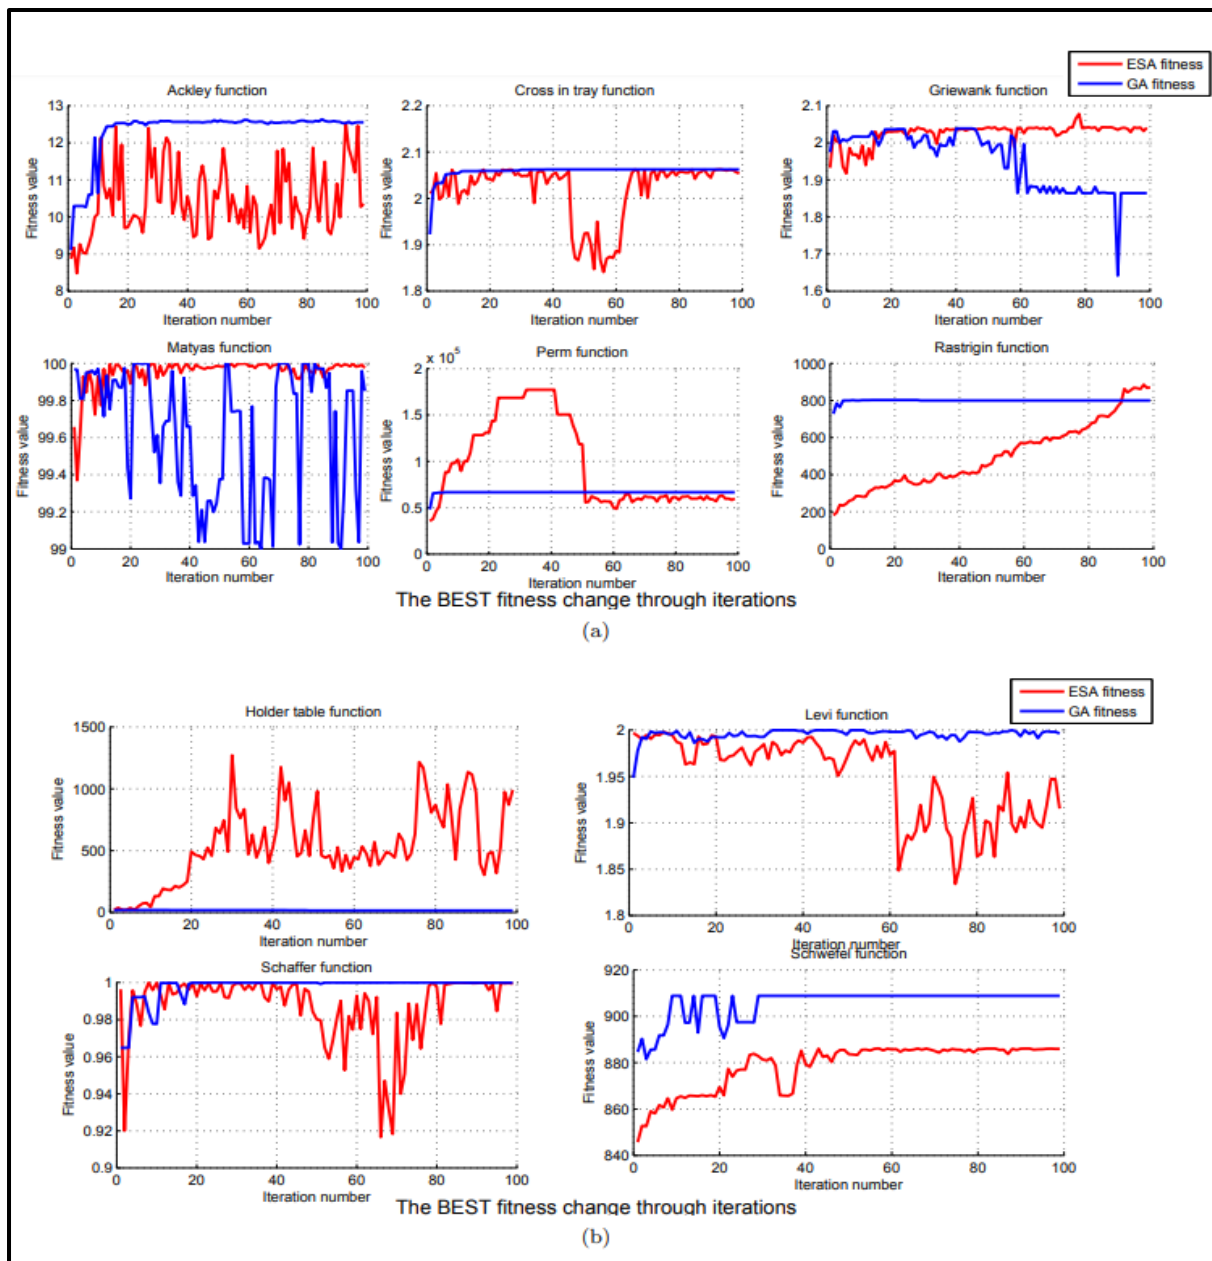 ESA fitness
GA fitness
Ackley function
Fitness value
13
12
11
10
9
8
0 20 40 60 80 100
Iteration number
Cross in tray function
Fitness value
2.2
2.1
2
1.9
1.8
0 20 40 60 80 100
Iteration number
Griewank function
Fitness value
2.1
2
1.9
1.8
1.7
1.6
0 20 40 60 80 100
Iteration number
Matyas function
Fitness value
100
99.8
99.6
99.4
99.2
99
0 20 40 60 80 100
Iteration number
Perm function
x 10^5
Fitness value
2
1.5
1
0.5
0
0 20 40 60 80 100
Iteration number
Rastrigin function
Fitness value
1000
800
600
400
200
0
0 20 40 60 80 100
Iteration number
The BEST fitness change through iterations
(a)
ESA fitness
GA fitness
Holder table function
Fitness value
1500
1000
500
0
0 20 40 60 80 100
Iteration number
Levi function
Fitness value
2
1.95
1.9
1.85
1.8
0 20 40 60 80 100
Iteration number
Schaffer function
Fitness value
1
0.98
0.96
0.94
0.92
0.9
0 20 40 60 80 100
Iteration number
Schwefel function
Fitness value
920
900
880
860
840
0 20 40 60 80 100
Iteration number
The BEST fitness change through iterations
(b)